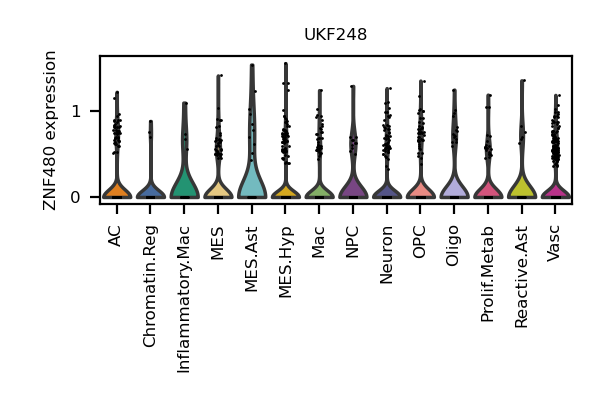 UKF248
ZNF480 expression
1
0
AC
Chromatin.Reg
Inflammatory.Mac
MES
MES.Ast
MES.Hyp
Mac
NPC
Neuron
OPC
Oligo
Prolif.Metab
Reactive.Ast
Vasc